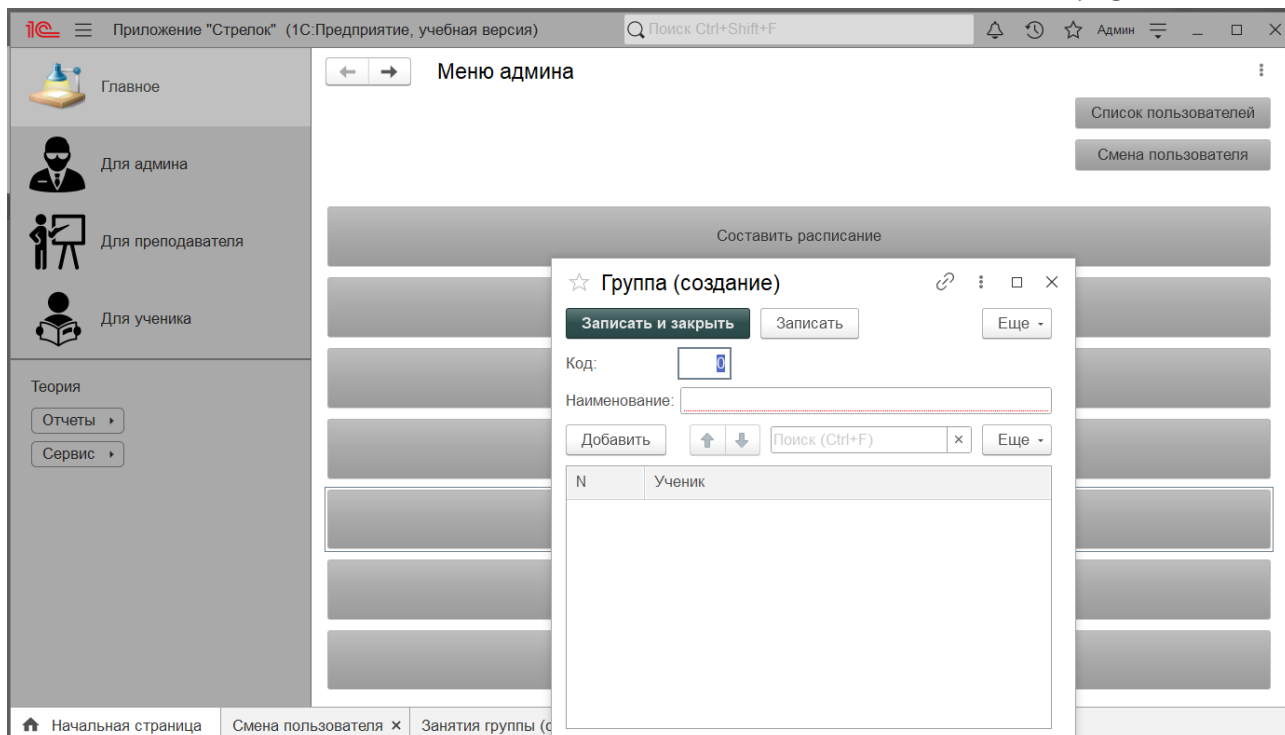 1С Приложение "Стрелок" (1С:Предприятие, учебная версия) Поиск Ctrl+Shift+F Админ
Главное
Для админа
Для преподавателя
Для ученика
Теория
Отчеты
Сервис
Меню админа
Список пользователей
Смена пользователя
Составить расписание
Группа (создание)
Записать и закрыть Записать Еще
Код: 0
Наименование:
Добавить Поиск (Ctrl+F) × Еще
N Ученик
Начальная страница Смена пользователя × Занятия группы (